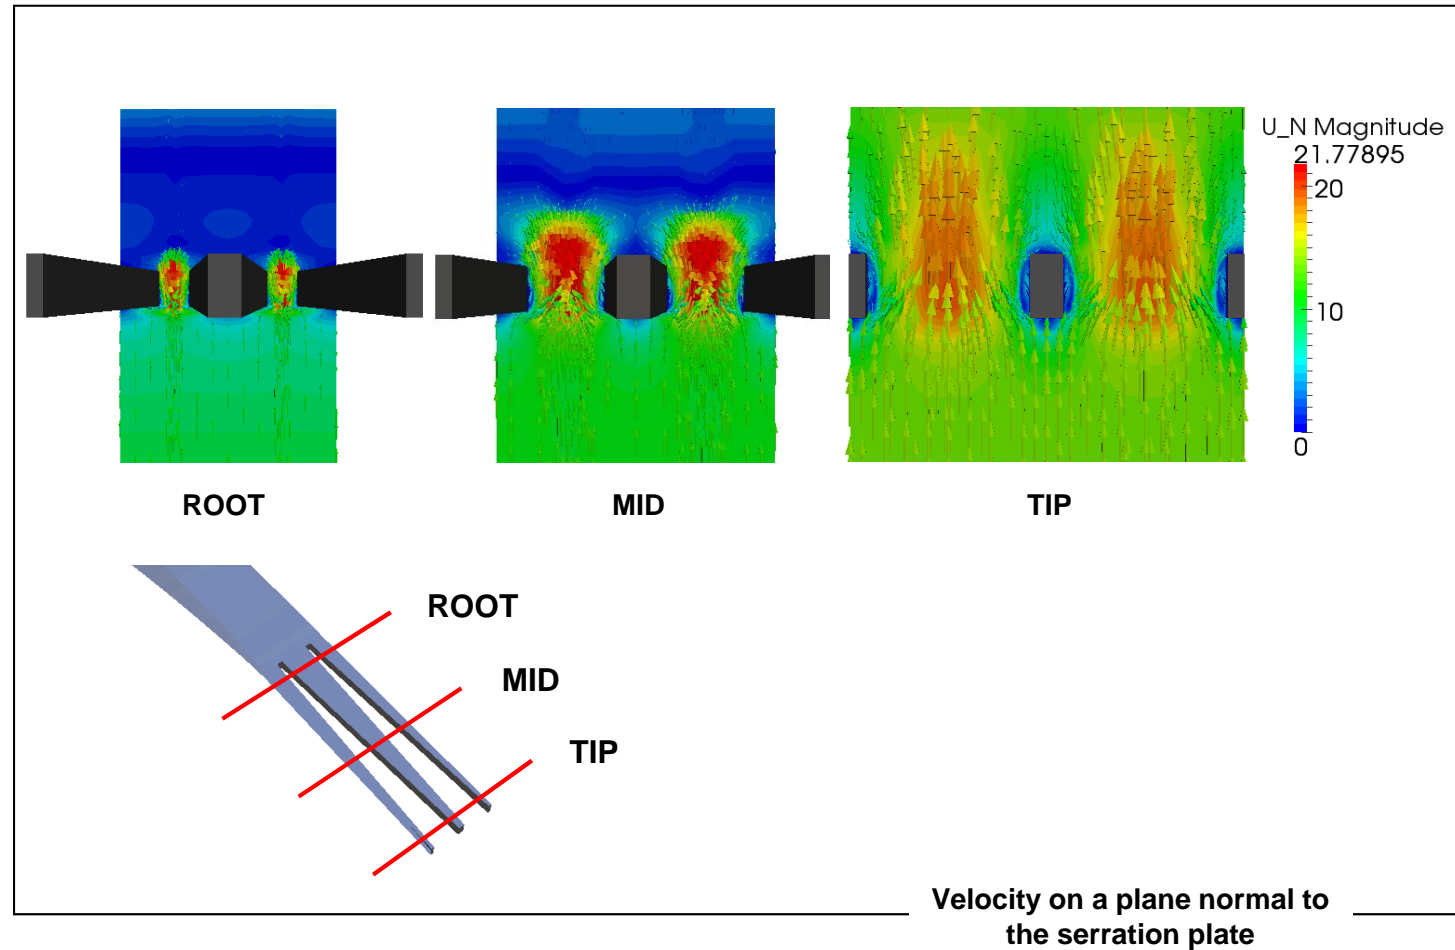 U_N Magnitude
21.77895
20
10
0
ROOT
MID
TIP
ROOT
MID
TIP
Velocity on a plane normal to
the serration plate